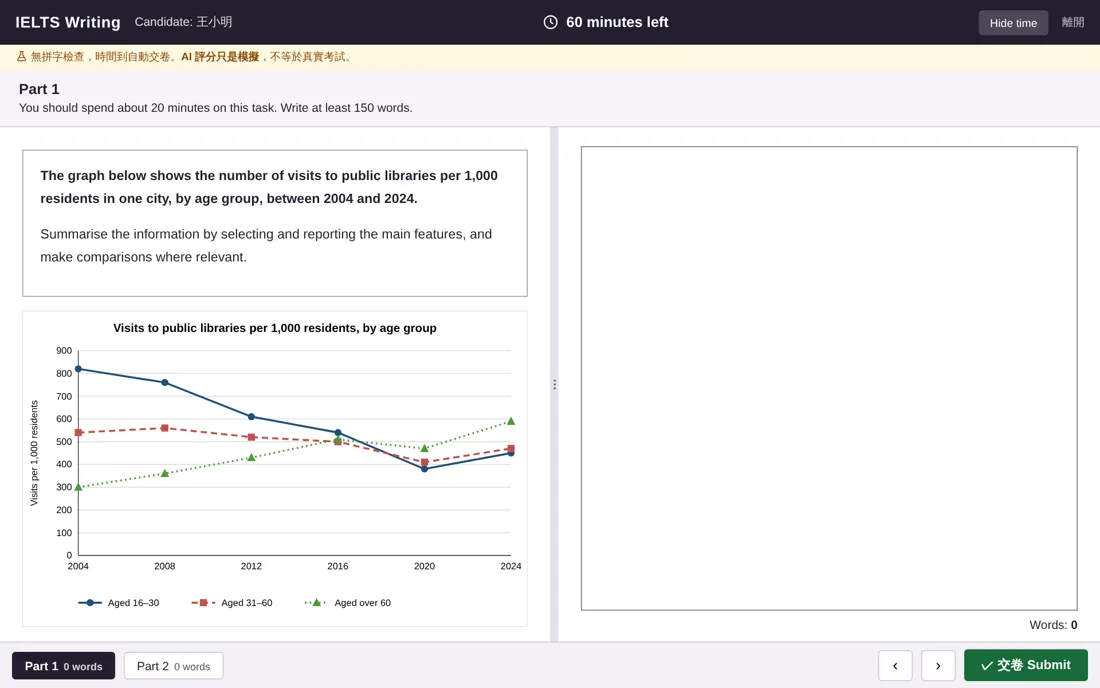 IELTS Writing
Candidate: 王小明
60 minutes left
Hide time
離開
無拼字檢查，時間到自動交卷。AI 評分只是模擬，不等於真實考試。
Part 1
You should spend about 20 minutes on this task. Write at least 150 words.
The graph below shows the number of visits to public libraries per 1,000
residents in one city, by age group, between 2004 and 2024.
Summarise the information by selecting and reporting the main features, and
make comparisons where relevant.
Visits to public libraries per 1,000 residents, by age group
Visits per 1,000 residents
900
800
700
600
500
400
300
200
100
0
2004 2008 2012 2016 2020 2024
Aged 16–30 Aged 31–60 Aged over 60
Words: 0
Part 1 0 words
Part 2 0 words
‹
›
✓ 交卷 Submit